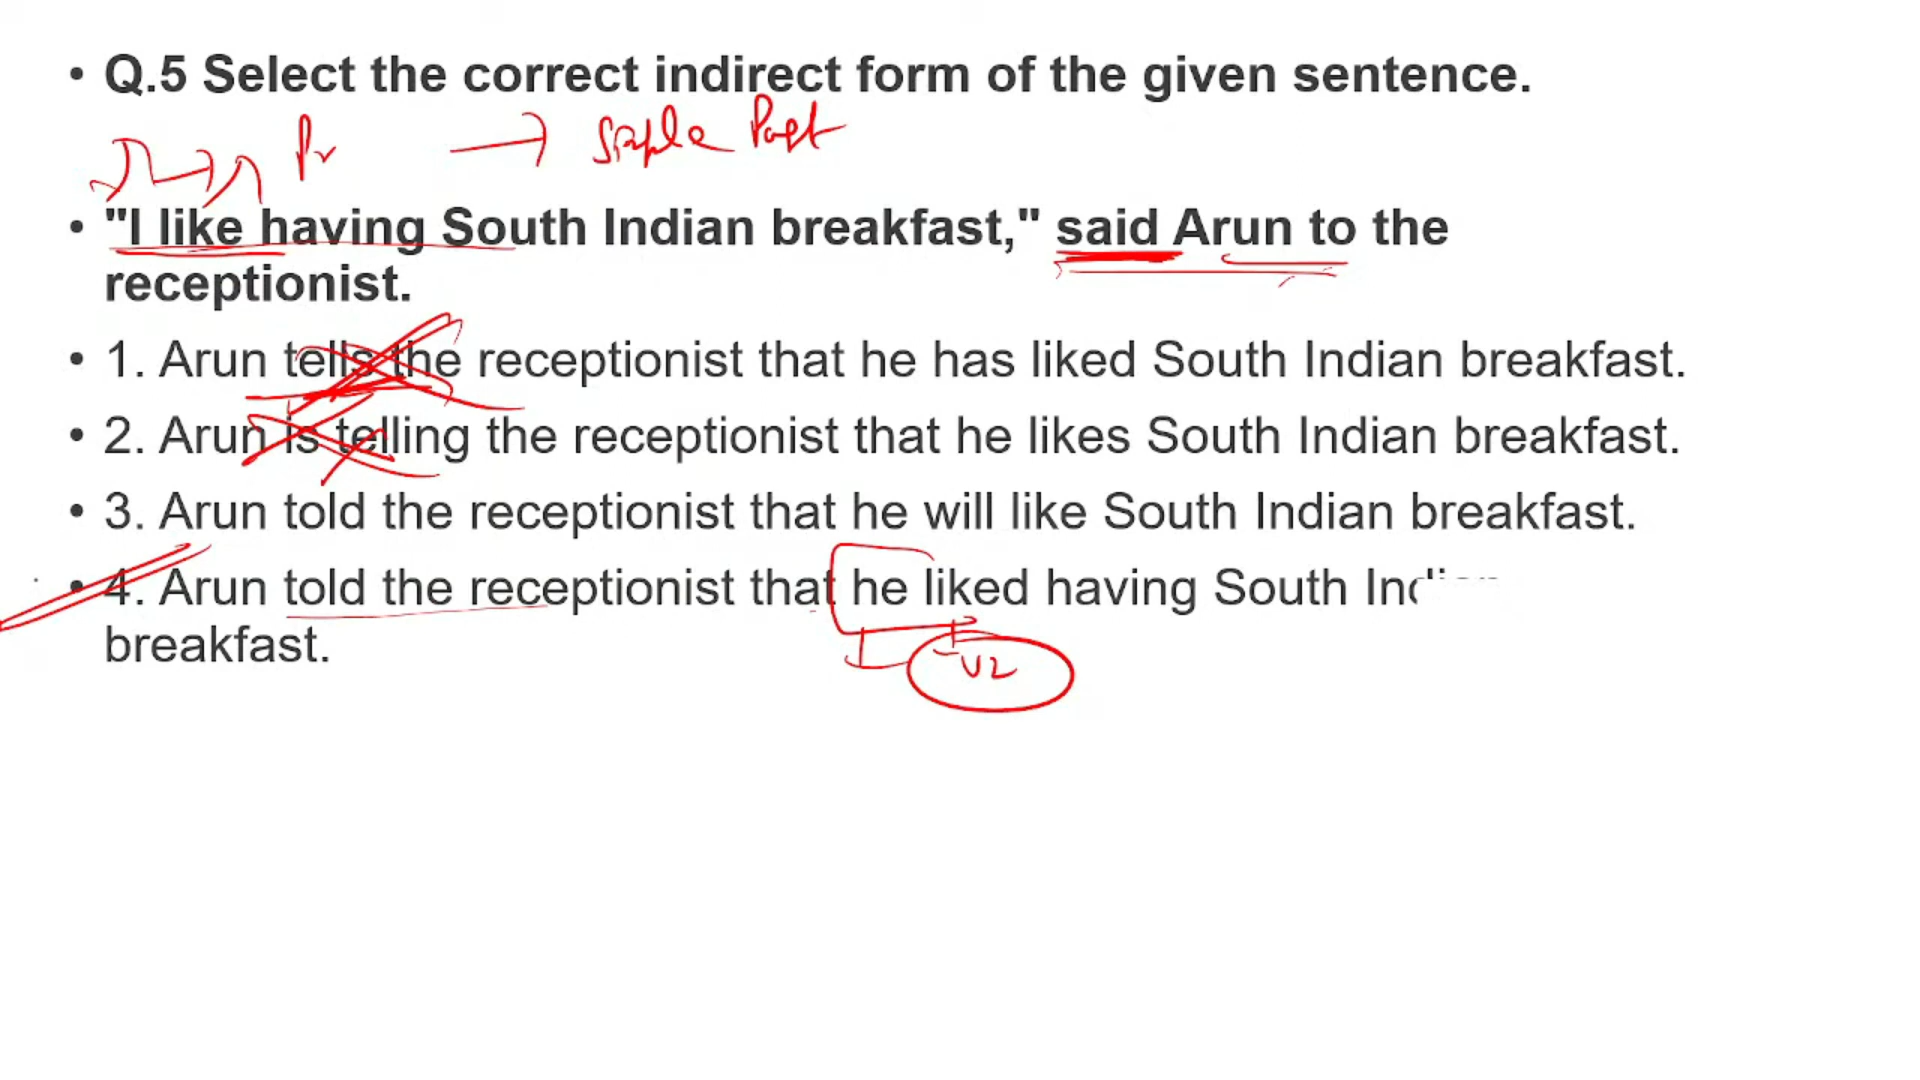 • Q.5 Select the correct indirect form of the given sentence.
Pr → Simple Past
• "I like having South Indian breakfast," said Arun to the
receptionist.
• 1. Arun tells the receptionist that he has liked South Indian breakfast.
• 2. Arun is telling the receptionist that he likes South Indian breakfast.
• 3. Arun told the receptionist that he will like South Indian breakfast.
• 4. Arun told the receptionist that he liked having South Indian
breakfast.
V2